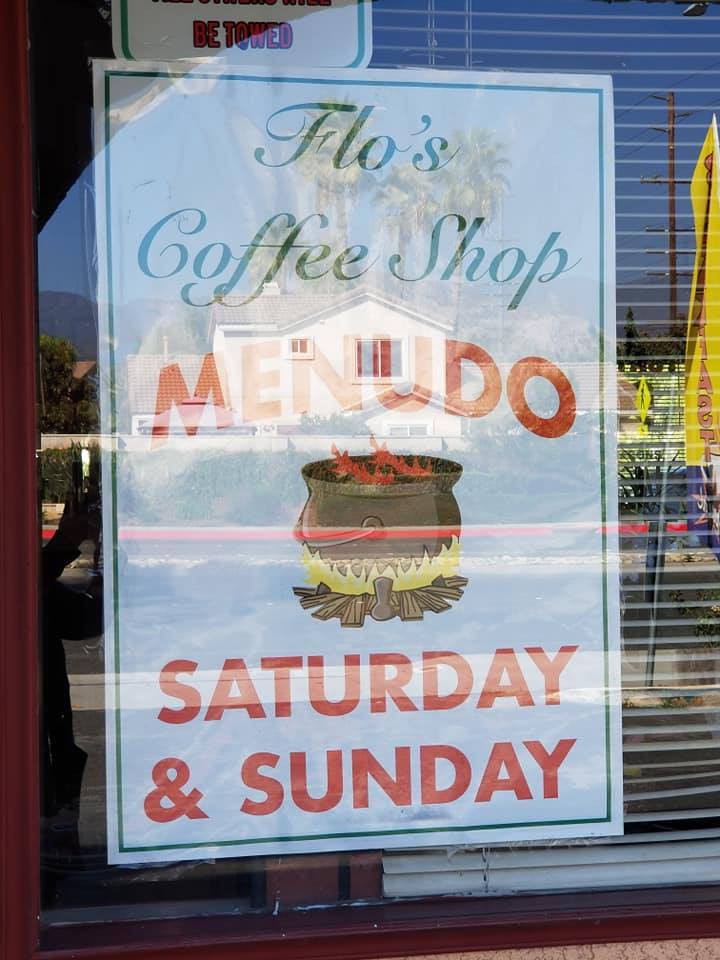 BE TOWED
Flo's
Coffee Shop
MENUDO
SATURDAY
& SUNDAY